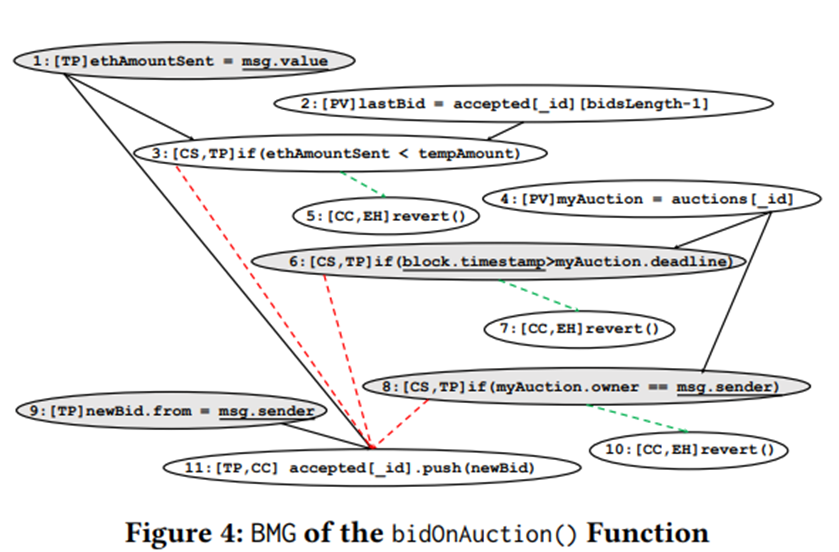 1:[TP]ethAmountSent = msg.value
2:[PV]lastBid = accepted[_id][bidsLength-1]
3:[CS,TP]if(ethAmountSent < tempAmount)
4:[PV]myAuction = auctions[_id]
5:[CC,EH]revert()
6:[CS,TP]if(block.timestamp>myAuction.deadline)
7:[CC,EH]revert()
8:[CS,TP]if(myAuction.owner == msg.sender)
9:[TP]newBid.from = msg.sender
10:[CC,EH]revert()
11:[TP,CC] accepted[_id].push(newBid)
Figure 4: BMG of the bidOnAuction() Function